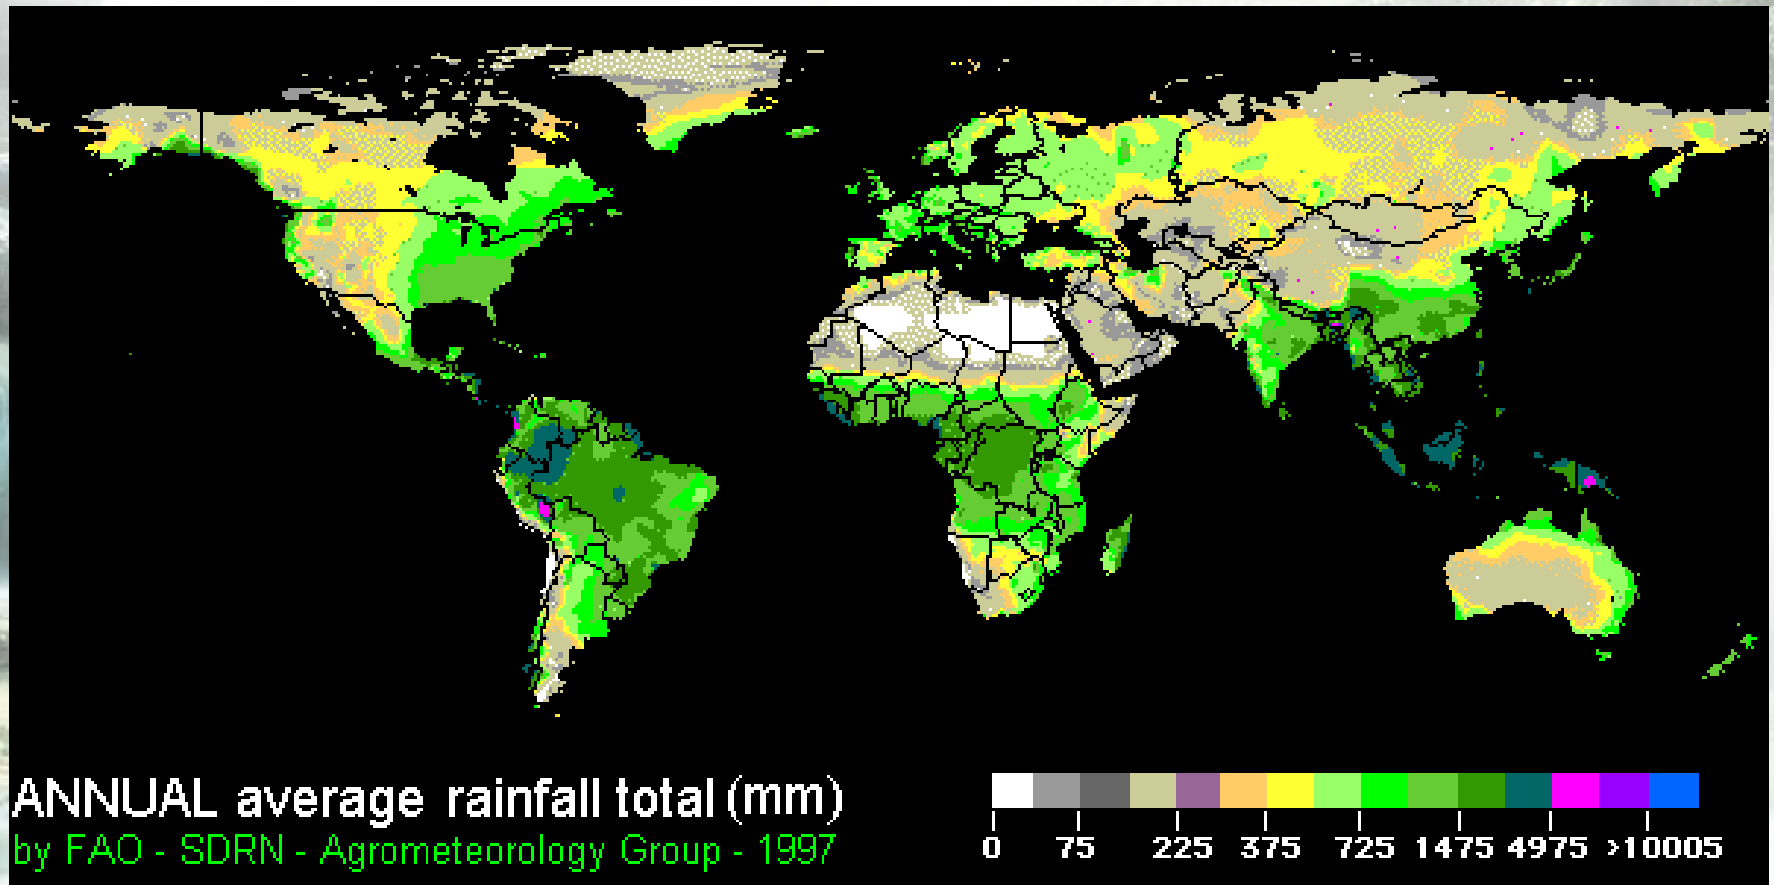 ANNUAL average rainfall total (mm)
by FAO - SDRN - Agrometeorology Group - 1997
0 75 225 375 725 1475 4975 >10005